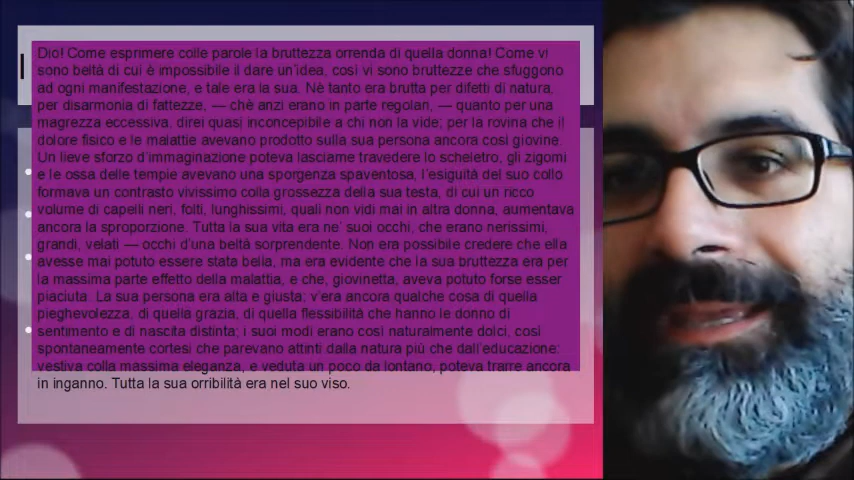 Dio! Come esprimere colle parole la bruttezza orrenda di quella donna! Come vi
sono beltà di cui è impossibile il dare un'idea, così vi sono bruttezze che sfuggono
ad ogni manifestazione, e tale era la sua. Nè tanto era brutta per difetti di natura,
per disarmonia di fattezze, — chè anzi erano in parte regolari, — quanto per una
magrezza eccessiva, direi quasi inconcepibile a chi non la vide; per la rovina che il
dolore fisico e le malattie avevano prodotto sulla sua persona ancora così giovine.
Un lieve sforzo d'immaginazione poteva lasciarne travedere lo scheletro, gli zigomi
e le ossa delle tempie avevano una sporgenza spaventosa, l'esiguità del suo collo
formava un contrasto vivissimo colla grossezza della sua testa, di cui un ricco
volume di capelli neri, folti, lunghissimi, quali non vidi mai in altra donna, aumentava
ancora la sproporzione. Tutta la sua vita era ne' suoi occhi, che erano nerissimi,
grandi, velati — occhi d'una beltà sorprendente. Non era possibile credere che ella
avesse mai potuto essere stata bella, ma era evidente che la sua bruttezza era per
la massima parte effetto della malattia, e che, giovinetta, aveva potuto forse esser
piaciuta. La sua persona era alta e giusta; v'era ancora qualche cosa di quella
pieghevolezza, di quella grazia, di quella flessibilità che hanno le donne di
sentimento e di nascita distinta; i suoi modi erano così naturalmente dolci, così
spontaneamente cortesi che parevano attinti dalla natura più che dall'educazione:
vestiva colla massima eleganza, e veduta un poco da lontano, poteva trarre ancora
in inganno. Tutta la sua orribilità era nel suo viso.